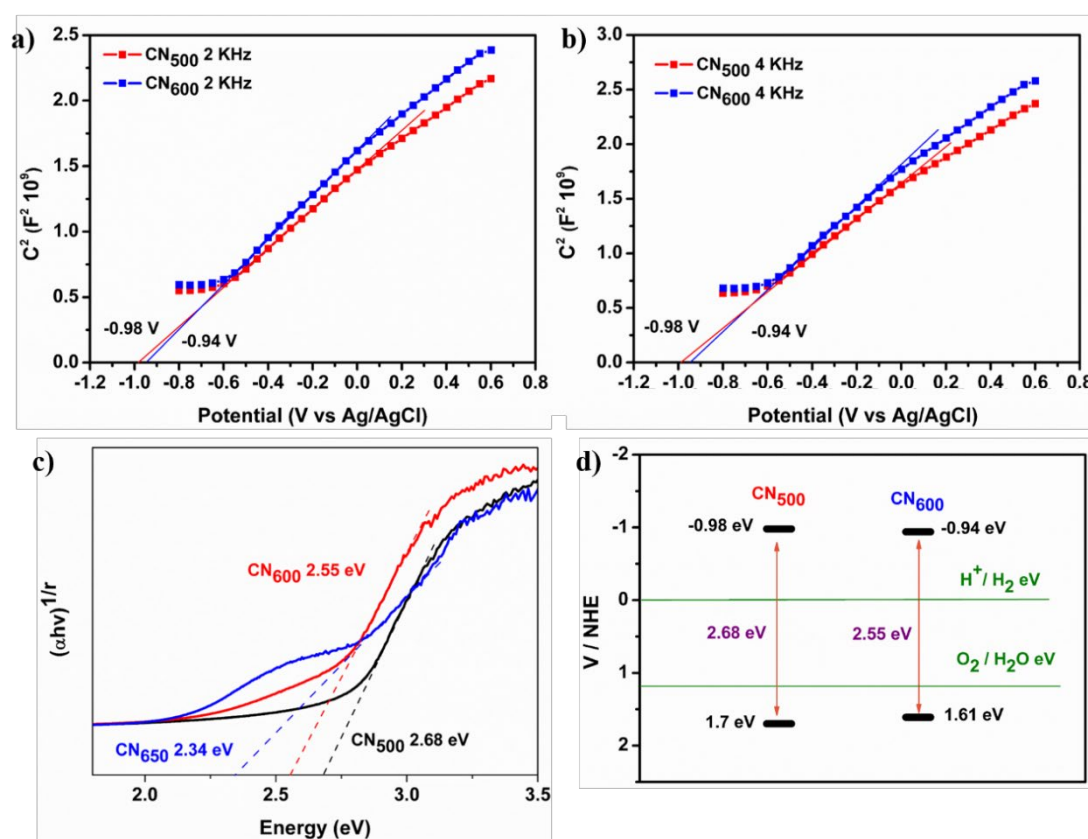 a)
CN500 2 KHz
CN600 2 KHz
C² (F² 10⁹)
2.5
2.0
1.5
1.0
0.5
0.0
-0.98 V
-0.94 V
-1.2 -1.0 -0.8 -0.6 -0.4 -0.2 0.0 0.2 0.4 0.6 0.8
Potential (V vs Ag/AgCl)
b)
CN500 4 KHz
CN600 4 KHz
C² (F² 10⁹)
3.0
2.5
2.0
1.5
1.0
0.5
0.0
-0.98 V
-0.94 V
-1.2 -1.0 -0.8 -0.6 -0.4 -0.2 0.0 0.2 0.4 0.6 0.8
Potential (V vs Ag/AgCl)
c)
(αhν)1/r
CN600 2.55 eV
CN650 2.34 eV
CN500 2.68 eV
2.0 2.5 3.0 3.5
Energy (eV)
d)
V / NHE
-2
-1
0
1
2
CN500
CN600
-0.98 eV
-0.94 eV
H⁺/ H2 eV
2.68 eV
2.55 eV
O2 / H2O eV
1.7 eV
1.61 eV